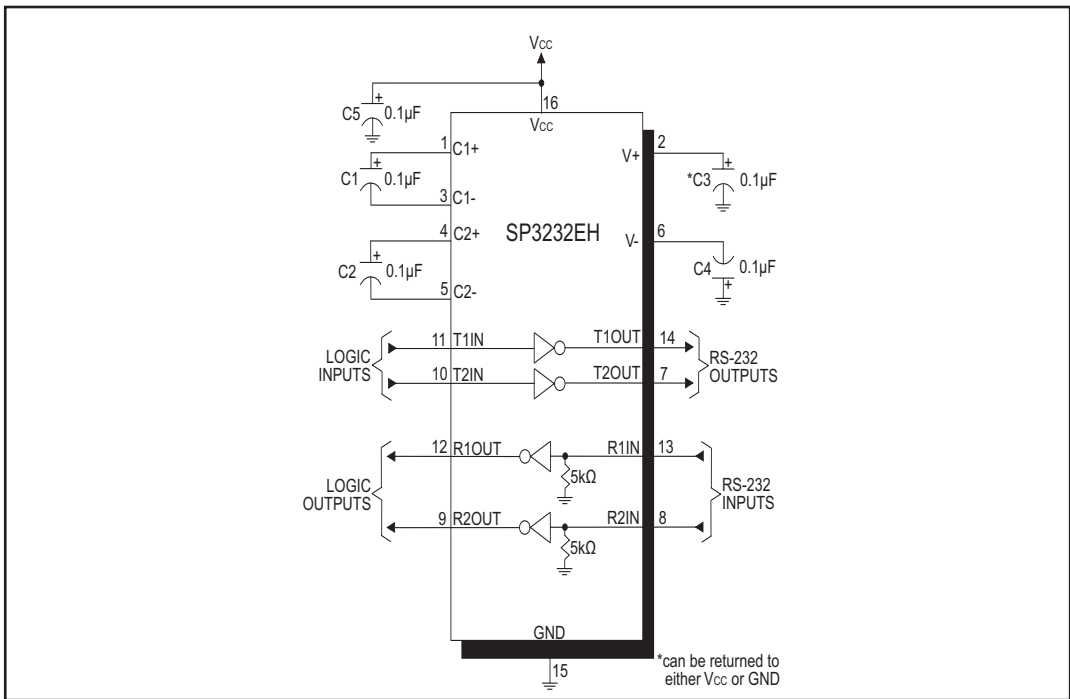 Vcc
C5
+
0.1µF
16
Vcc
1
C1+
C1
+
0.1µF
3
C1-
4
C2+
C2
+
0.1µF
5
C2-
SP3232EH
V+
2
*C3
+
0.1µF
V-
6
C4
0.1µF
+
LOGIC
INPUTS
11
T1IN
T1OUT
14
10
T2IN
T2OUT
7
RS-232
OUTPUTS
LOGIC
OUTPUTS
12
R1OUT
R1IN
13
5kΩ
9
R2OUT
R2IN
8
5kΩ
RS-232
INPUTS
GND
15
*can be returned to
either Vcc or GND